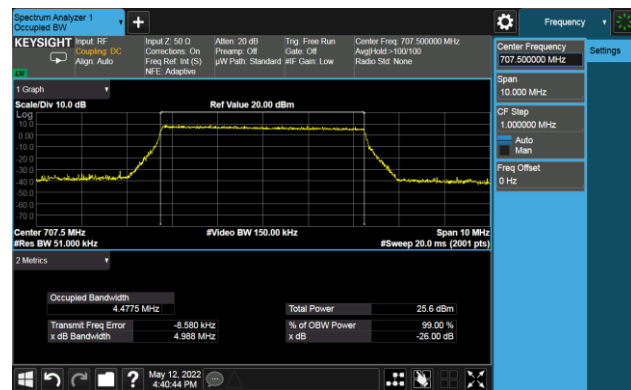 Spectrum Analyzer 1
Occupied BW
Frequency
KEYSIGHT
Input: RF
Coupling: DC
Align: Auto
Input Z: 50 Ω
Corrections: On
Freq Ref: Int (S)
NFE: Adaptive
Atten: 20 dB
Preamp: Off
µW Path: Standard
Trig: Free Run
Gate: Off
#IF Gain: Low
Center Freq: 707.500000 MHz
Avg|Hold:>100/100
Radio Std: None
Center Frequency
707.500000 MHz
Settings
Span
10.000 MHz
CF Step
1.000000 MHz
Auto
Man
Freq Offset
0 Hz
1 Graph
Scale/Div 10.0 dB
Ref Value 20.00 dBm
Log
10.0
0.00
-10.0
-20.0
-30.0
-40.0
-50.0
-60.0
-70.0
Center 707.5 MHz
#Video BW 150.00 kHz
Span 10 MHz
#Res BW 51.000 kHz
#Sweep 20.0 ms (2001 pts)
2 Metrics
Occupied Bandwidth
4.4775 MHz
Total Power
25.6 dBm
Transmit Freq Error
-8.580 kHz
% of OBW Power
99.00 %
x dB Bandwidth
4.988 MHz
x dB
-26.00 dB
?
May 12, 2022
4:40:44 PM